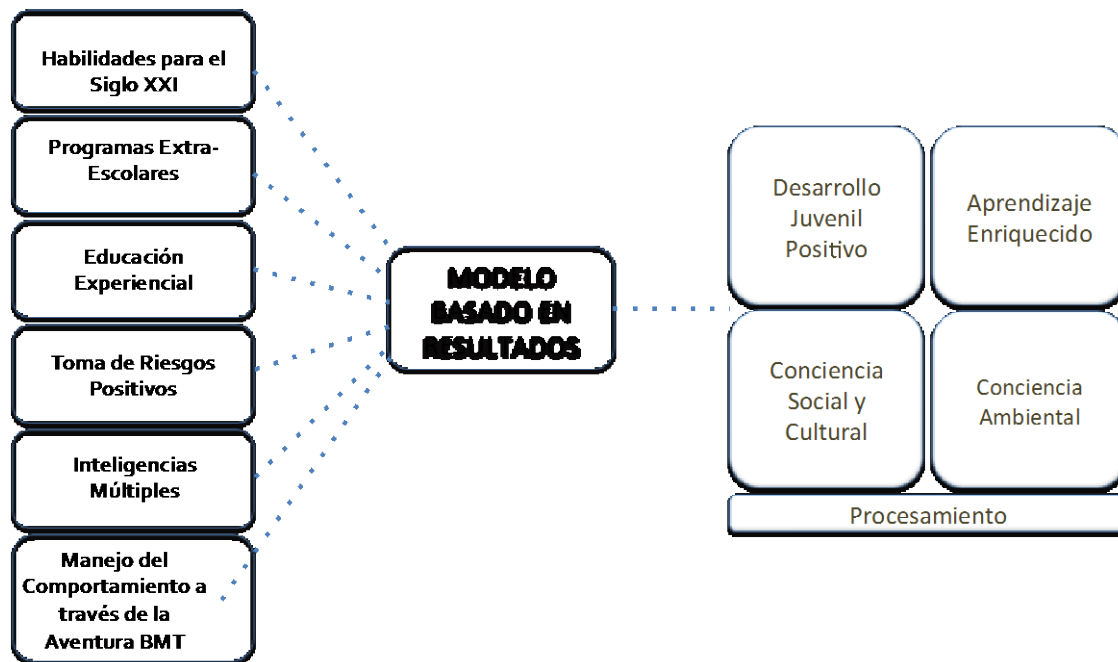 Habilidades para el
Siglo XXI
Programas Extra-
Escolares
Educación
Experiencial
Toma de Riesgos
Positivos
Inteligencias
Múltiples
Manejo del
Comportamiento a
través de la
Aventura BMT
MODELO
BASADO EN
RESULTADOS
Desarrollo
Juvenil
Positivo
Aprendizaje
Enriquecido
Conciencia
Social y
Cultural
Conciencia
Ambiental
Procesamiento